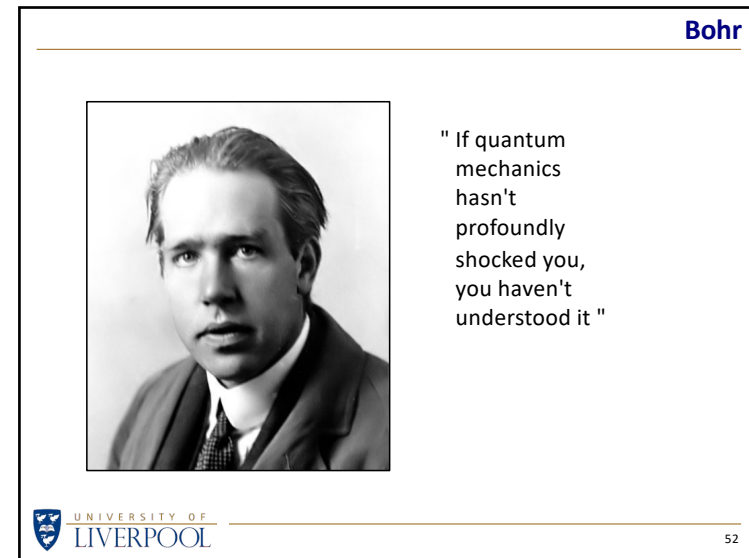 Bohr
" If quantum
mechanics
hasn't
profoundly
shocked you,
you haven't
understood it "
UNIVERSITY OF
LIVERPOOL
52